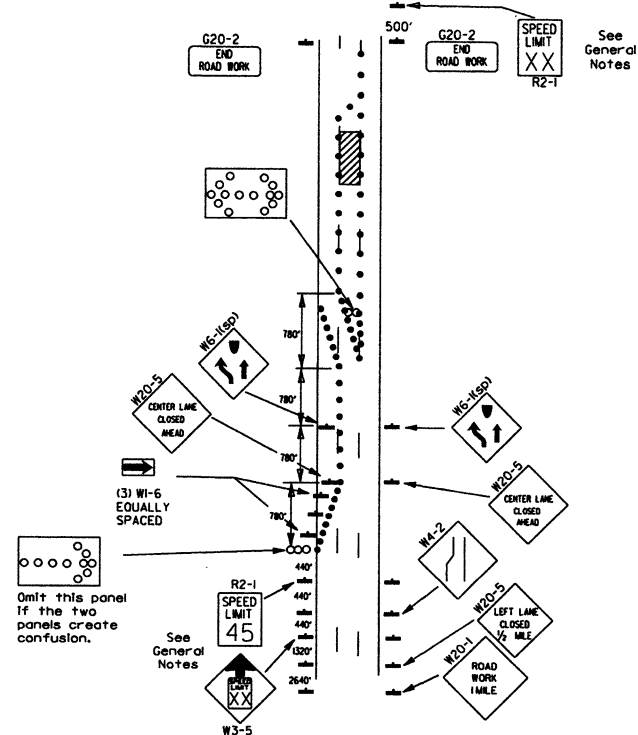 G20-2
END
ROAD WORK
500'
G20-2
END
ROAD WORK
SPEED
LIMIT
XX
R2-1
See
General
Notes
780'
W6-1(sp)
780'
W20-5
CENTER LANE
CLOSED
AHEAD
W6-1(sp)
780'
W20-5
CENTER LANE
CLOSED
AHEAD
(3) W1-6
EQUALLY
SPACED
780'
W4-2
Omit this panel
if the two
panels create
confusion.
440'
R2-1
SPEED
LIMIT
45
440'
440'
W20-5
LEFT LANE
CLOSED
1/2 MILE
See
General
Notes
1320'
2640'
W20-1
ROAD
WORK
1 MILE
SPEED
LIMIT
XX
W3-5